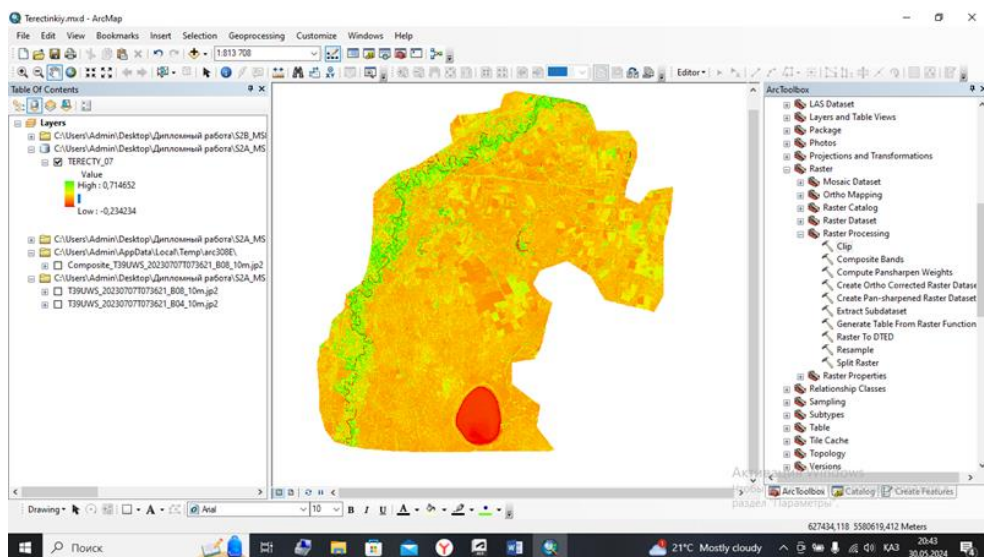 Terectinkiy.mxd - ArcMap
File Edit View Bookmarks Insert Selection Geoprocessing Customize Windows Help
1:813 708
Editor
Table Of Contents
Layers
C:\Users\Admin\Desktop\Дипломный работа\S2B_MSI
C:\Users\Admin\Desktop\Дипломный работа\S2A_MS
TERECTY_07
Value
High : 0,714652
Low : -0,234234
C:\Users\Admin\Desktop\Дипломный работа\S2A_MS
C:\Users\Admin\AppData\Local\Temp\arc308E\
Composite_T39UWS_20230707T073621_B08_10m.jp2
C:\Users\Admin\Desktop\Дипломный работа\S2A_MS
T39UWS_20230707T073621_B08_10m.jp2
T39UWS_20230707T073621_B04_10m.jp2
ArcToolbox
LAS Dataset
Layers and Table Views
Package
Photos
Projections and Transformations
Raster
Mosaic Dataset
Ortho Mapping
Raster Catalog
Raster Dataset
Raster Processing
Clip
Composite Bands
Compute Pansharpen Weights
Create Ortho Corrected Raster Datase
Create Pan-sharpened Raster Dataset
Extract Subdataset
Generate Table From Raster Function
Raster To DTED
Resample
Split Raster
Raster Properties
Relationship Classes
Sampling
Subtypes
Table
Tile Cache
Topology
Versions
Активация Windows
раздел "Параметры".
ArcToolbox Catalog Create Features
Drawing A Arial 10 B I U A
627434,118 5580619,412 Meters
Поиск
21°C Mostly cloudy
КАЗ
20:43
30.05.2024